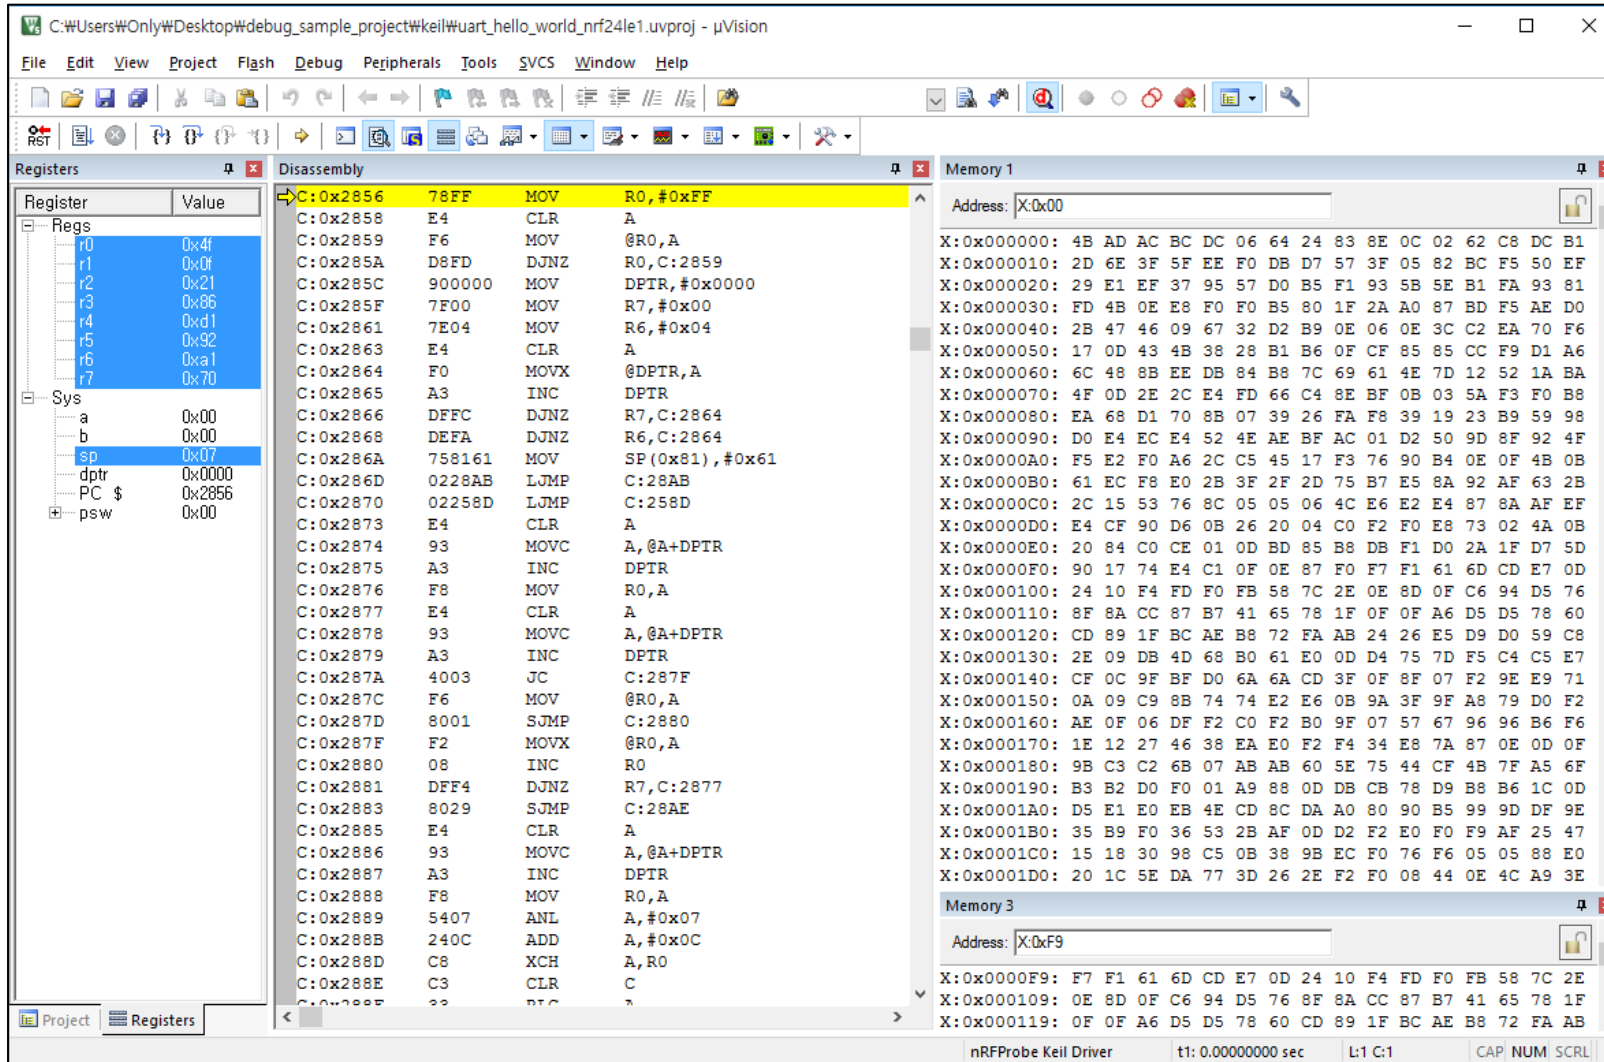 C:₩Users₩Only₩Desktop₩debug_sample_project₩keil₩uart_hello_world_nrf24le1.uvproj - µVision
File Edit View Project Flash Debug Peripherals Tools SVCS Window Help
RST
Registers
Register Value
Regs
r0 0x4f
r1 0x0f
r2 0x21
r3 0x86
r4 0xd1
r5 0x92
r6 0xa1
r7 0x70
Sys
a 0x00
b 0x00
sp 0x07
dptr 0x0000
PC $ 0x2856
psw 0x00
Project Registers
Disassembly
C:0x2856 78FF MOV R0,#0xFF
C:0x2858 E4 CLR A
C:0x2859 F6 MOV @R0,A
C:0x285A D8FD DJNZ R0,C:2859
C:0x285C 900000 MOV DPTR,#0x0000
C:0x285F 7F00 MOV R7,#0x00
C:0x2861 7E04 MOV R6,#0x04
C:0x2863 E4 CLR A
C:0x2864 F0 MOVX @DPTR,A
C:0x2865 A3 INC DPTR
C:0x2866 DFFC DJNZ R7,C:2864
C:0x2868 DEFA DJNZ R6,C:2864
C:0x286A 758161 MOV SP(0x81),#0x61
C:0x286D 0228AB LJMP C:28AB
C:0x2870 02258D LJMP C:258D
C:0x2873 E4 CLR A
C:0x2874 93 MOVC A,@A+DPTR
C:0x2875 A3 INC DPTR
C:0x2876 F8 MOV R0,A
C:0x2877 E4 CLR A
C:0x2878 93 MOVC A,@A+DPTR
C:0x2879 A3 INC DPTR
C:0x287A 4003 JC C:287F
C:0x287C F6 MOV @R0,A
C:0x287D 8001 SJMP C:2880
C:0x287F F2 MOVX @R0,A
C:0x2880 08 INC R0
C:0x2881 DFF4 DJNZ R7,C:2877
C:0x2883 8029 SJMP C:28AE
C:0x2885 E4 CLR A
C:0x2886 93 MOVC A,@A+DPTR
C:0x2887 A3 INC DPTR
C:0x2888 F8 MOV R0,A
C:0x2889 5407 ANL A,#0x07
C:0x288B 240C ADD A,#0x0C
C:0x288D C8 XCH A,R0
C:0x288E C3 CLR C
C:0x288F 33 RLC A
Memory 1
Address: X:0x00
X:0x000000: 4B AD AC BC DC 06 64 24 83 8E 0C 02 62 C8 DC B1
X:0x000010: 2D 6E 3F 5F EE F0 DB D7 57 3F 05 82 BC F5 50 EF
X:0x000020: 29 E1 EF 37 95 57 D0 B5 F1 93 5B 5E B1 FA 93 81
X:0x000030: FD 4B 0E E8 F0 F0 B5 80 1F 2A A0 87 BD F5 AE D0
X:0x000040: 2B 47 46 09 67 32 D2 B9 0E 06 0E 3C C2 EA 70 F6
X:0x000050: 17 0D 43 4B 38 28 B1 B6 0F CF 85 85 CC F9 D1 A6
X:0x000060: 6C 48 8B EE DB 84 B8 7C 69 61 4E 7D 12 52 1A BA
X:0x000070: 4F 0D 2E 2C E4 FD 66 C4 8E BF 0B 03 5A F3 F0 B8
X:0x000080: EA 68 D1 70 8B 07 39 26 FA F8 39 19 23 B9 59 98
X:0x000090: D0 E4 EC E4 52 4E AE BF AC 01 D2 50 9D 8F 92 4F
X:0x0000A0: F5 E2 F0 A6 2C C5 45 17 F3 76 90 B4 0E 0F 4B 0B
X:0x0000B0: 61 EC F8 E0 2B 3F 2F 2D 75 B7 E5 8A 92 AF 63 2B
X:0x0000C0: 2C 15 53 76 8C 05 05 06 4C E6 E2 E4 87 8A AF EF
X:0x0000D0: E4 CF 90 D6 0B 26 20 04 C0 F2 F0 E8 73 02 4A 0B
X:0x0000E0: 20 84 C0 CE 01 0D BD 85 B8 DB F1 D0 2A 1F D7 5D
X:0x0000F0: 90 17 74 E4 C1 0F 0E 87 F0 F7 F1 61 6D CD E7 0D
X:0x000100: 24 10 F4 FD F0 FB 58 7C 2E 0E 8D 0F C6 94 D5 76
X:0x000110: 8F 8A CC 87 B7 41 65 78 1F 0F 0F A6 D5 D5 78 60
X:0x000120: CD 89 1F BC AE B8 72 FA AB 24 26 E5 D9 D0 59 C8
X:0x000130: 2E 09 DB 4D 68 B0 61 E0 0D D4 75 7D F5 C4 C5 E7
X:0x000140: CF 0C 9F BF D0 6A 6A CD 3F 0F 8F 07 F2 9E E9 71
X:0x000150: 0A 09 C9 8B 74 74 E2 E6 0B 9A 3F 9F A8 79 D0 F2
X:0x000160: AE 0F 06 DF F2 C0 F2 B0 9F 07 57 67 96 96 B6 F6
X:0x000170: 1E 12 27 46 38 EA E0 F2 F4 34 E8 7A 87 0E 0D 0F
X:0x000180: 9B C3 C2 6B 07 AB AB 60 5E 75 44 CF 4B 7F A5 6F
X:0x000190: B3 B2 D0 F0 01 A9 88 0D DB CB 78 D9 B8 B6 1C 0D
X:0x0001A0: D5 E1 E0 EB 4E CD 8C DA A0 80 90 B5 99 9D DF 9E
X:0x0001B0: 35 B9 F0 36 53 2B AF 0D D2 F2 E0 F0 F9 AF 25 47
X:0x0001C0: 15 18 30 98 C5 0B 38 9B EC F0 76 F6 05 05 88 E0
X:0x0001D0: 20 1C 5E DA 77 3D 26 2E F2 F0 08 44 0E 4C A9 3E
Memory 3
Address: X:0xF9
X:0x0000F9: F7 F1 61 6D CD E7 0D 24 10 F4 FD F0 FB 58 7C 2E
X:0x000109: 0E 8D 0F C6 94 D5 76 8F 8A CC 87 B7 41 65 78 1F
X:0x000119: 0F 0F A6 D5 D5 78 60 CD 89 1F BC AE B8 72 FA AB
nRFProbe Keil Driver t1: 0.00000000 sec L:1 C:1 CAP NUM SCRL